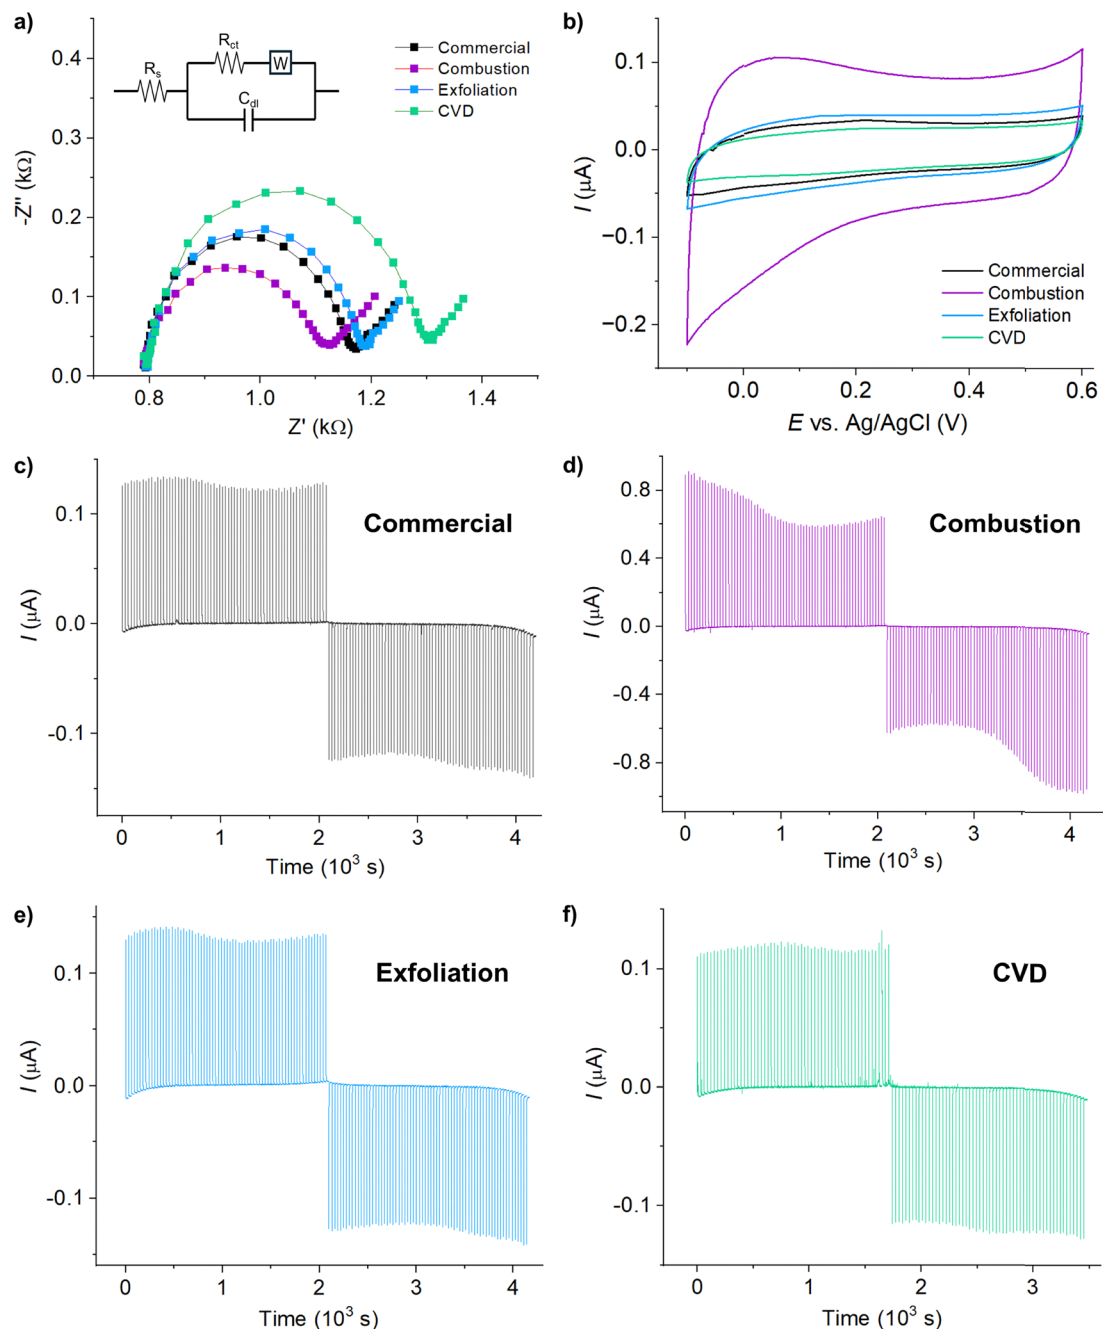 a)
0.4
0.3
0.2
0.1
0.0
-Z'' (kΩ)
R_s
R_ct
W
C_dl
Commercial
Combustion
Exfoliation
CVD
0.8
1.0
1.2
1.4
Z' (kΩ)
b)
0.1
0.0
−0.1
−0.2
I (μA)
Commercial
Combustion
Exfoliation
CVD
0.0
0.2
0.4
0.6
E vs. Ag/AgCl (V)
c)
0.1
0.0
-0.1
I (μA)
Commercial
0
1
2
3
4
Time (10³ s)
d)
0.8
0.4
0.0
-0.4
-0.8
I (μA)
Combustion
0
1
2
3
4
Time (10³ s)
e)
0.1
0.0
-0.1
I (μA)
Exfoliation
0
1
2
3
4
Time (10³ s)
f)
0.1
0.0
-0.1
I (μA)
CVD
0
1
2
3
Time (10³ s)